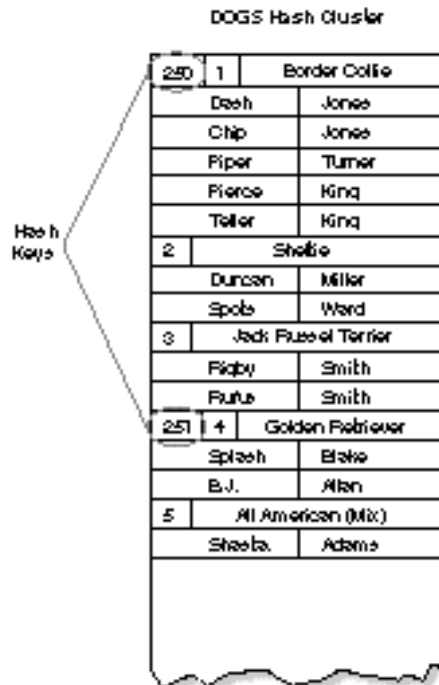 DOGS Hash Cluster
250 1 Border Collie
Dash Jones
Chip Jones
Piper Turner
Pierce King
Teller King
Hash
Keys
2 Sheltie
Duncan Miller
Spots Ward
3 Jack Russel Terrier
Rigby Smith
Rufus Smith
251 4 Golden Retriever
Splash Blake
B.J. Allan
5 All American (Mix)
Shasta Adams